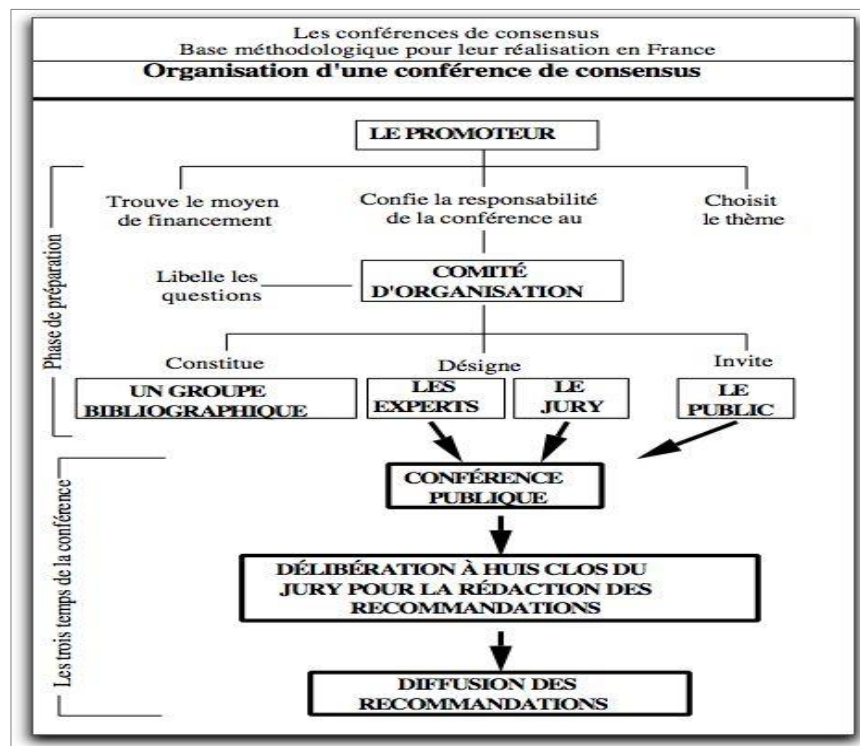 Les conférences de consensus
Base méthodologique pour leur réalisation en France
Organisation d'une conférence de consensus
LE PROMOTEUR
Trouve le moyen
de financement
Confie la responsabilité
de la conférence au
Choisit
le thème
Phase de préparation
Libelle les
questions
COMITÉ
D'ORGANISATION
Constitue
Désigne
Invite
UN GROUPE
BIBLIOGRAPHIQUE
LES
EXPERTS
LE
JURY
LE
PUBLIC
Les trois temps de la conférence
CONFÉRENCE
PUBLIQUE
DÉLIBÉRATION À HUIS CLOS DU
JURY POUR LA RÉDACTION DES
RECOMMANDATIONS
DIFFUSION DES
RECOMMANDATIONS